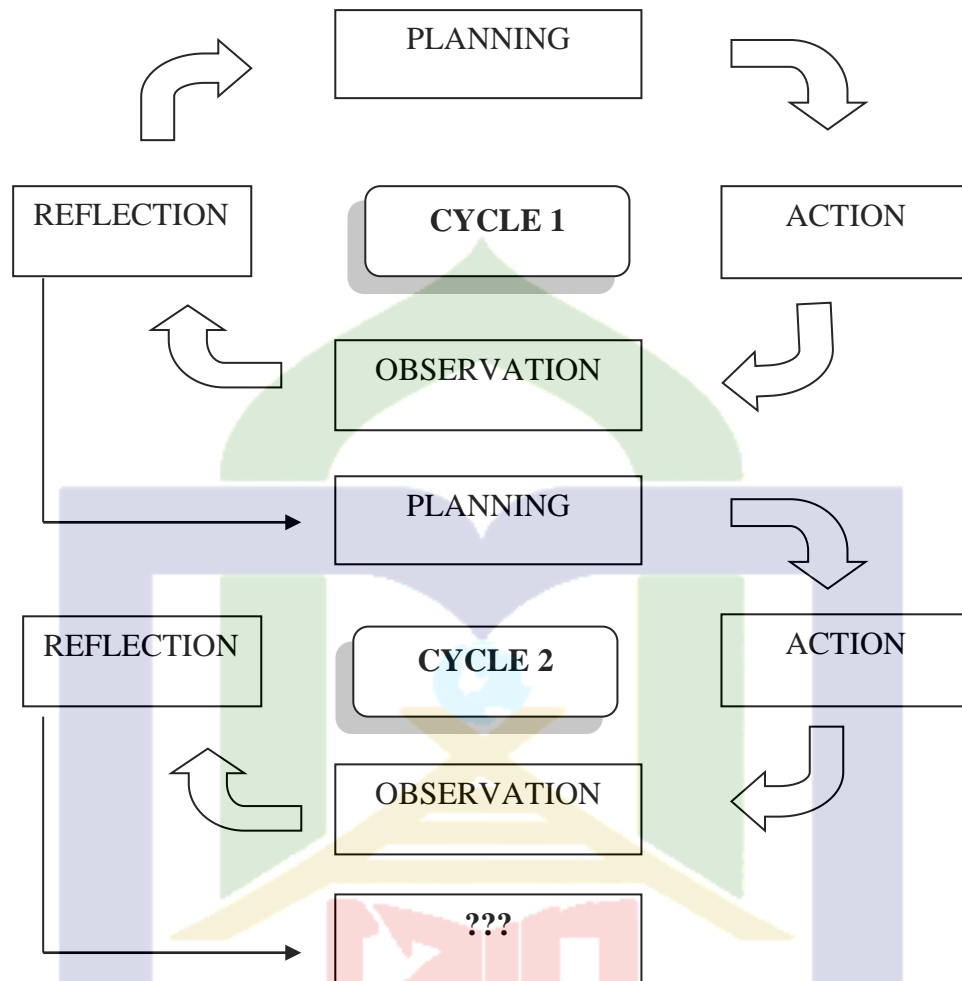 PLANNING
REFLECTION
CYCLE 1
ACTION
OBSERVATION
PLANNING
REFLECTION
CYCLE 2
ACTION
OBSERVATION
???